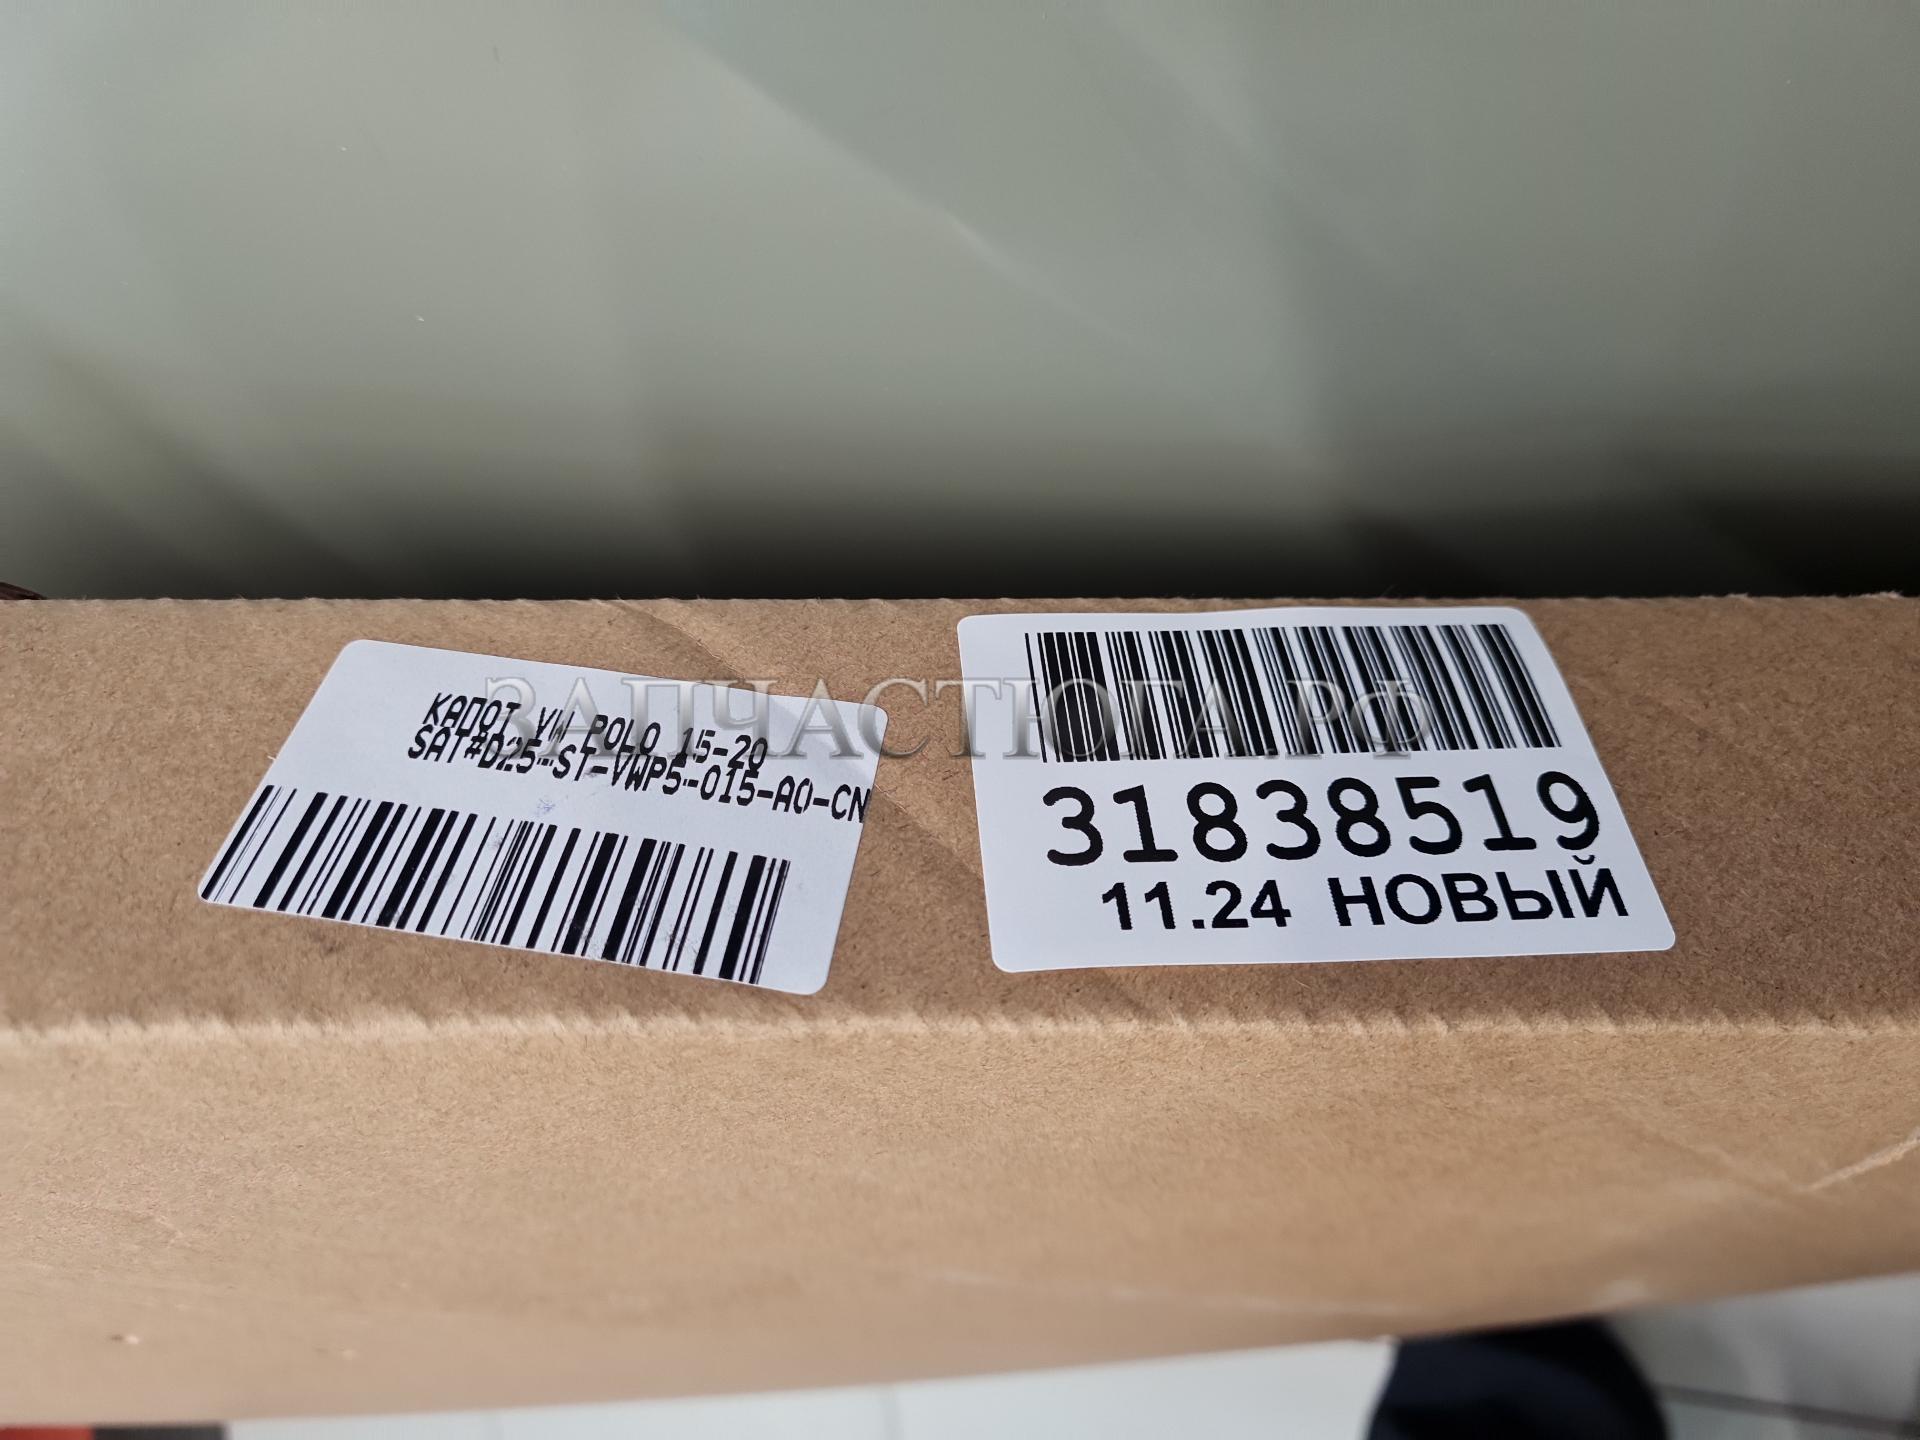 КАПОТ VW POLO 15-20
SAT#D25-ST-VWP5-015-A0-CN
31838519
11.24 НОВЫЙ
ЗАПЧАСТЮГА.РФ